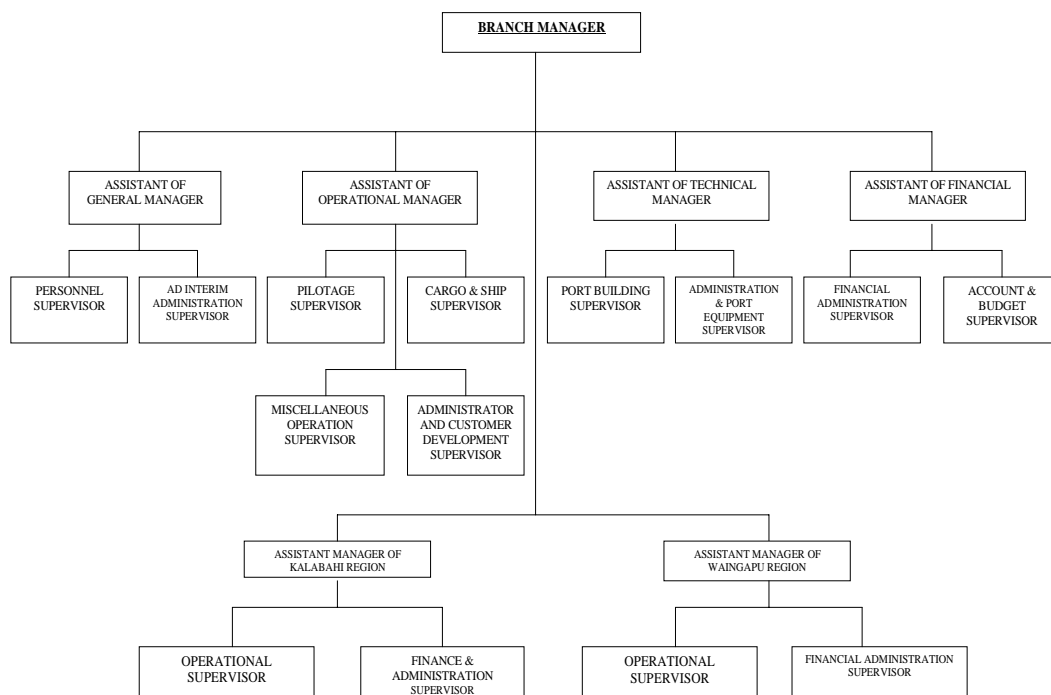 BRANCH MANAGER
ASSISTANT OF
GENERAL MANAGER
ASSISTANT OF
OPERATIONAL MANAGER
ASSISTANT OF TECHNICAL
MANAGER
ASSISTANT OF FINANCIAL
MANAGER
PERSONNEL
SUPERVISOR
AD INTERIM
ADMINISTRATION
SUPERVISOR
PILOTAGE
SUPERVISOR
CARGO & SHIP
SUPERVISOR
PORT BUILDING
SUPERVISOR
ADMINISTRATION
& PORT
EQUIPMENT
SUPERVISOR
FINANCIAL
ADMINISTRATION
SUPERVISOR
ACCOUNT &
BUDGET
SUPERVISOR
MISCELLANEOUS
OPERATION
SUPERVISOR
ADMINISTRATOR
AND CUSTOMER
DEVELOPMENT
SUPERVISOR
ASSISTANT MANAGER OF
KALABAHI REGION
ASSISTANT MANAGER OF
WAINGAPU REGION
OPERATIONAL
SUPERVISOR
FINANCE &
ADMINISTRATION
SUPERVISOR
OPERATIONAL
SUPERVISOR
FINANCIAL ADMINISTRATION
SUPERVISOR